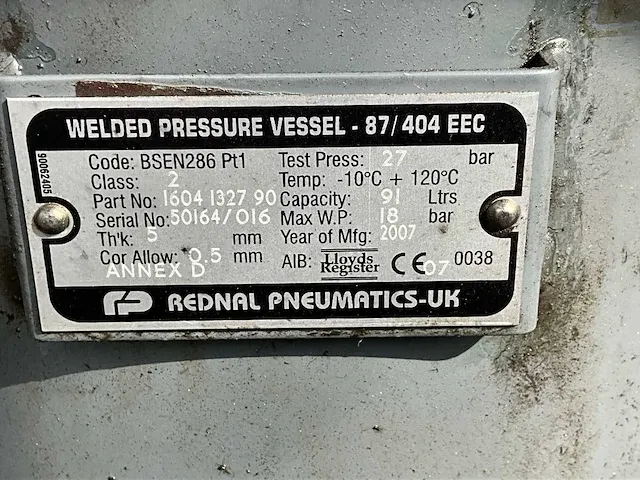 WELDED PRESSURE VESSEL - 87/404 EEC
90062405
Code: BSEN286 Pt1 Test Press: 27 bar
Class: 2 Temp: -10°C + 120°C
Part No: 1604 1327 90 Capacity: 91 Ltrs
Serial No: 50164/016 Max W.P: 18 bar
Th'k: 5 mm Year of Mfg: 2007
Cor Allow: 0.5 mm AIB: Lloyds Register CE 07 0038
ANNEX D
REDNAL PNEUMATICS-UK